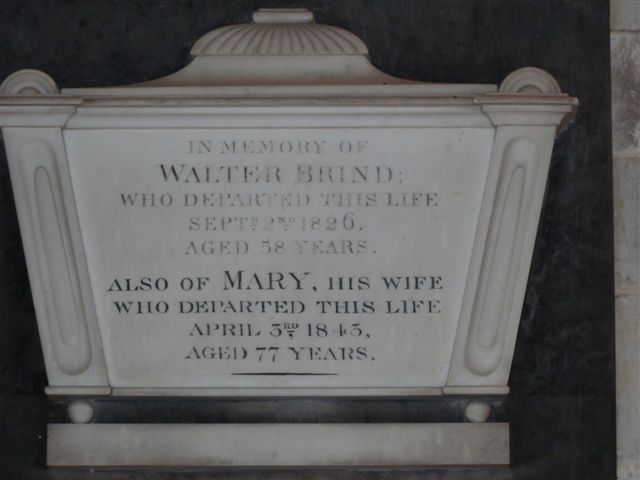 IN MEMORY OF
WALTER BRIND;
WHO DEPARTED THIS LIFE
SEPTR. 2ND 1826,
AGED 58 YEARS.
ALSO OF MARY, HIS WIFE
WHO DEPARTED THIS LIFE
APRIL 3RD 1843,
AGED 77 YEARS.